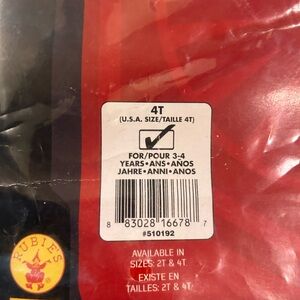 4T
(U.S.A. SIZE/TAILLE 4T)
FOR/POUR 3-4
YEARS•ANS•AÑOS
JAHRE•ANNI•ANOS
8 83028 16678 7
#510192
RUBIE'S
AVAILABLE IN
SIZES: 2T & 4T
EXISTE EN
TAILLES: 2T & 4T